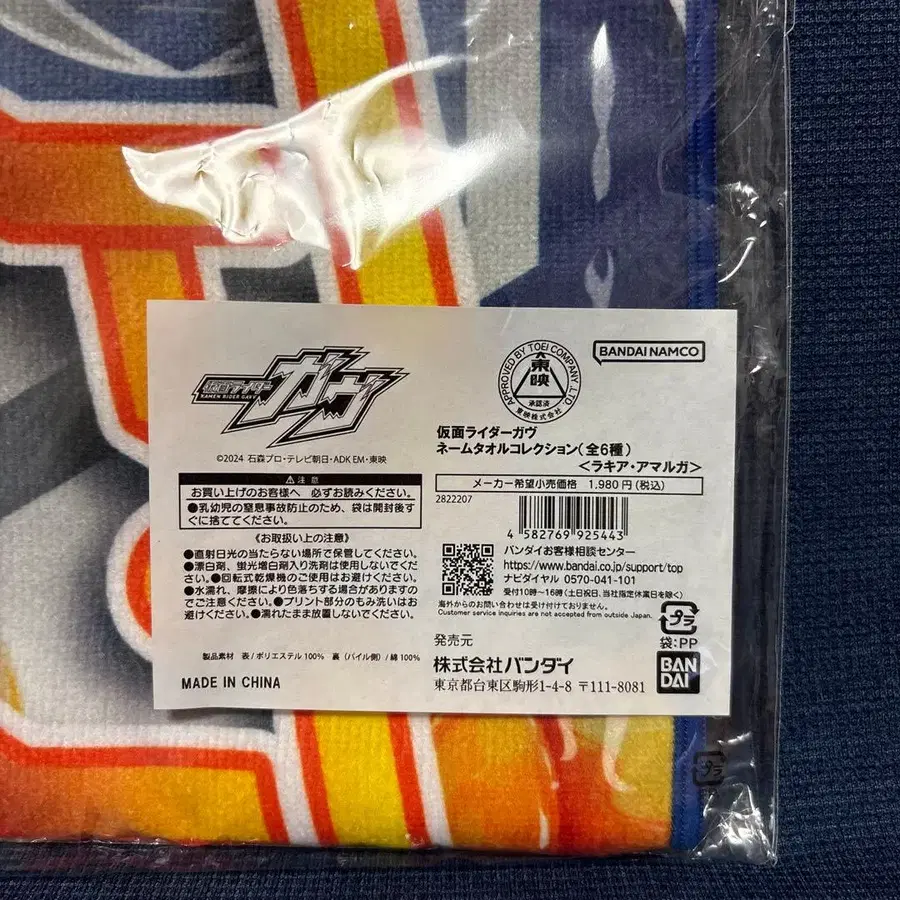 仮面ライダー
KAMEN RIDER GAVV
ガヴ
©2024 石森プロ・テレビ朝日・ADK EM・東映
APPROVED BY TOEI COMPANY.,LTD
東映
承認済
東映株式会社
BANDAI NAMCO
仮面ライダーガヴ
ネームタオルコレクション(全6種)
<ラキア・アマルガ>
メーカー希望小売価格 1,980円(税込)
2822207
4 582769 925443
⚠注意
お買い上げのお客様へ 必ずお読みください。
●乳幼児の窒息事故防止のため、袋は開封後す
ぐに捨ててください。
《お取扱い上の注意》
●直射日光の当たらない場所で保管してください。
●漂白剤、蛍光増白剤入り洗剤は使用しないでくだ
さい。●回転式乾燥機のご使用はお避けください。
●水濡れ、摩擦により色落ちする場合がありますの
でご注意ください。●プリント部分のもみ洗いはお
避けください。●濡れたまま放置しないでください。
製品素材 表/ポリエステル100% 裏(パイル側)/綿100%
MADE IN CHINA
バンダイお客様相談センター
https://www.bandai.co.jp/support/top
ナビダイヤル 0570-041-101
受付10時~16時(土日祝日、当社指定休業日を除く)
海外からのお問い合わせは受け付けておりません。
Customer service inquiries are not accepted from outside Japan.
プラ
袋:PP
発売元
株式会社バンダイ
東京都台東区駒形1-4-8 〒111-8081
BAN
DAI
プラ